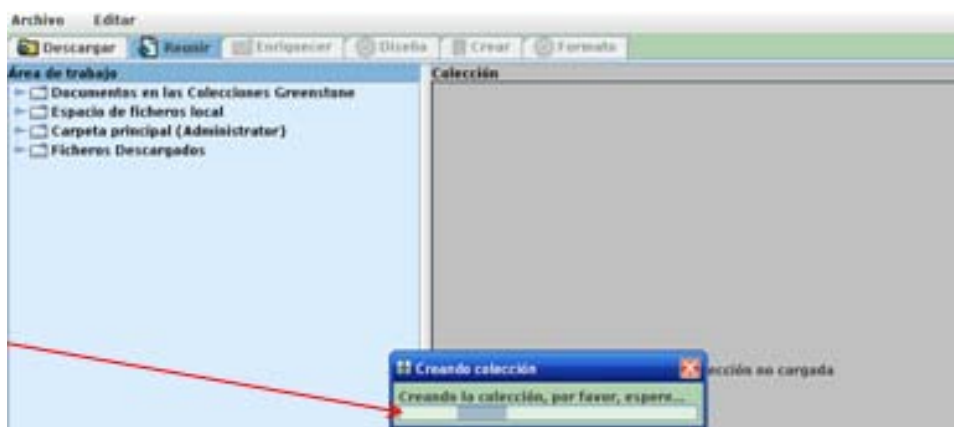 Archivo Editar
Descargar Reunir Enriquecer Diseño Crear Formato
Área de trabajo
Colección
Documentos en las Colecciones Greenstone
Espacio de ficheros local
Carpeta principal (Administrator)
Ficheros Descargados
ección no cargada
Creando colección
Creando la colección, por favor, espere...